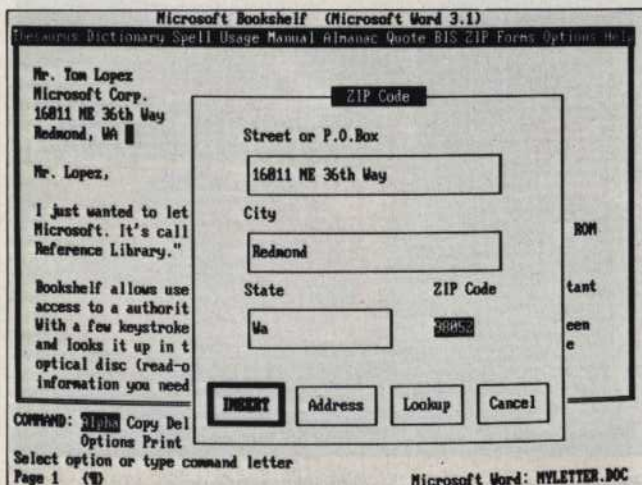 Microsoft Bookshelf (Microsoft Word 3.1)
Thesaurus Dictionary Spell Usage Manual Almanac Quote BIS ZIP Forms Options Help
Mr. Tom Lopez
Microsoft Corp.
16011 NE 36th Way
Redmond, WA
Mr. Lopez,
I just wanted to let
Microsoft. It's call
ROM
Reference Library."
Bookshelf allows use
tant
access to a authorit
With a few keystroke
een
and looks it up in t
e
optical disc (read-o
information you need
ZIP Code
Street or P.O.Box
16011 NE 36th Way
City
Redmond
State
ZIP Code
Wa
98052
INSERT
Address
Lookup
Cancel
COMMAND: Alpha Copy Del
Options Print
Select option or type command letter
Page 1 (¶)
Microsoft Word: MYLETTER.DOC